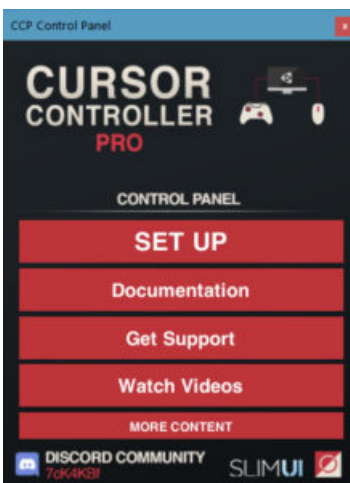 CCP Control Panel
CURSOR
CONTROLLER
PRO
CONTROL PANEL
SET UP
Documentation
Get Support
Watch Videos
MORE CONTENT
DISCORD COMMUNITY
7cK4KBf
SLIMUI